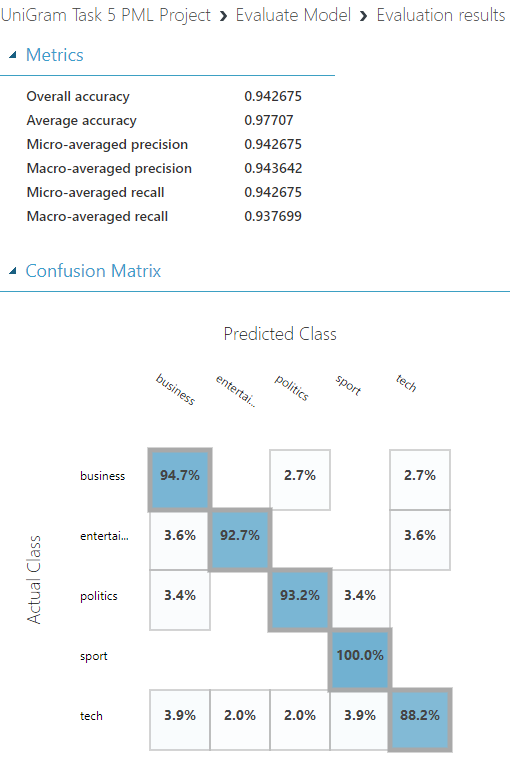 UniGram Task 5 PML Project › Evaluate Model › Evaluation results
Metrics
Overall accuracy 0.942675
Average accuracy 0.97707
Micro-averaged precision 0.942675
Macro-averaged precision 0.943642
Micro-averaged recall 0.942675
Macro-averaged recall 0.937699
Confusion Matrix
Predicted Class
business entertai... politics sport tech
Actual Class
business 94.7% 2.7% 2.7%
entertai... 3.6% 92.7% 3.6%
politics 3.4% 93.2% 3.4%
sport 100.0%
tech 3.9% 2.0% 2.0% 3.9% 88.2%